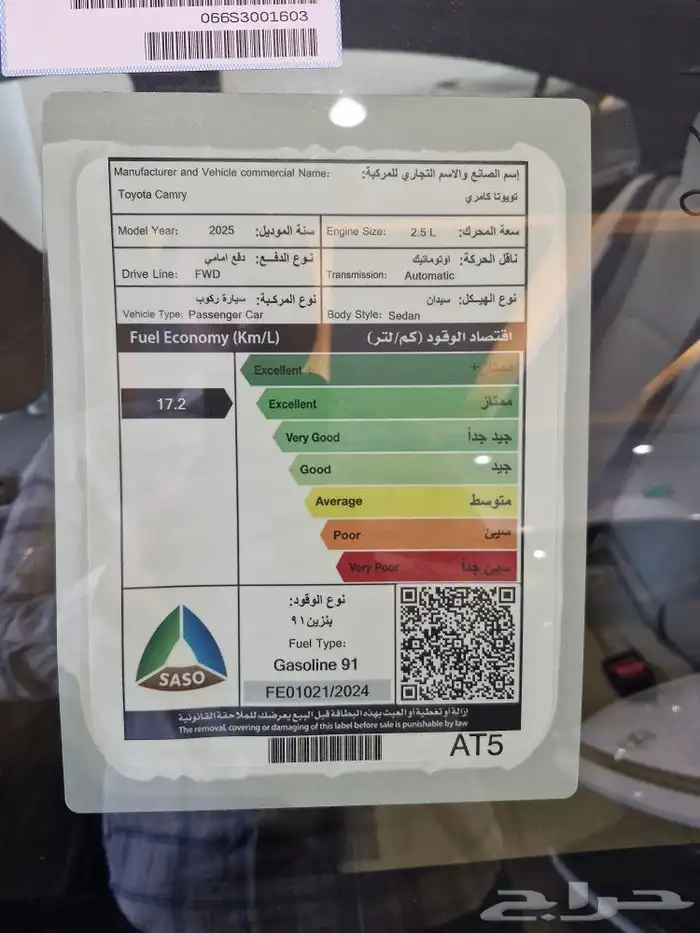 066S3001603
Manufacturer and Vehicle commercial Name: إسم الصانع والاسم التجاري للمركبة:
Toyota Camry تويوتا كامري
Model Year: 2025 سنة الموديل: Engine Size: 2.5 L سعة المحرك:
نوع الدفع: دفع امامي ناقل الحركة: اوتوماتيك
Drive Line: FWD Transmission: Automatic
نوع المركبة: سيارة ركوب نوع الهيكل: سيدان
Vehicle Type: Passenger Car Body Style: Sedan
Fuel Economy (Km/L) اقتصاد الوقود (كم/لتر)
Excellent + ممتاز+
17.2 Excellent ممتاز
Very Good جيد جداً
Good جيد
Average متوسط
Poor سيئ
Very Poor سيئ جداً
نوع الوقود:
بنزين ٩١
Fuel Type:
Gasoline 91
SASO
FE01021/2024
إزالة أو تغطية أو العبث بهذه البطاقة قبل البيع يعرضك للملاحقة القانونية
The removal, covering or damaging of this label before sale is punishable by law
AT5
حراج